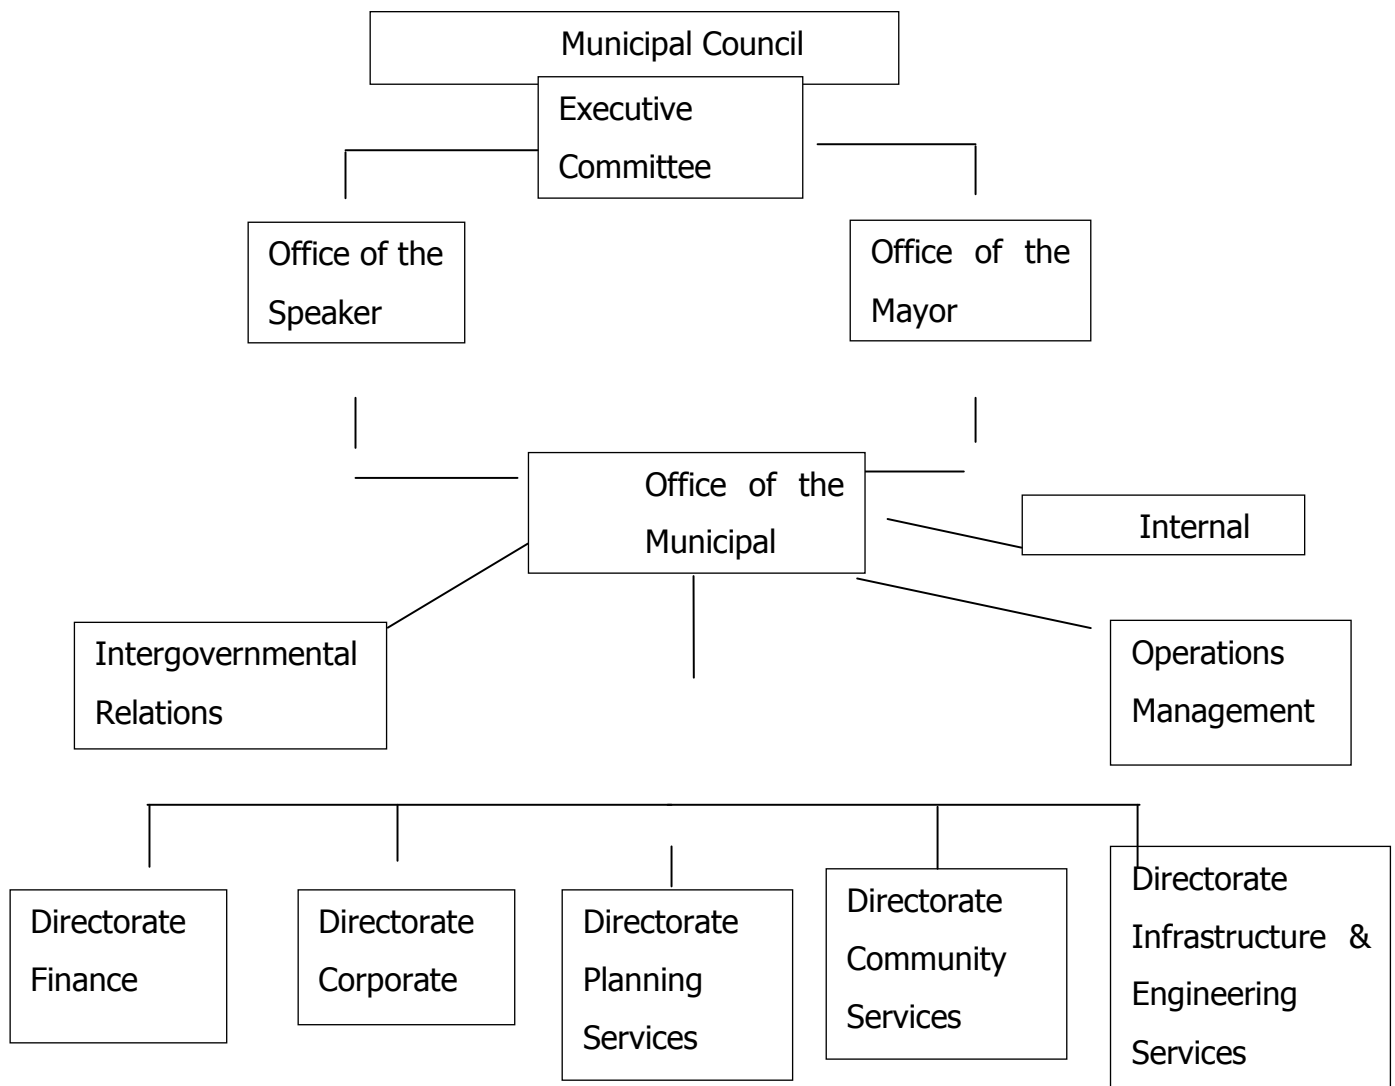 Municipal Council
Executive
Committee
Office of the
Speaker
Office of the
Mayor
Office of the
Municipal
Internal
Intergovernmental
Relations
Operations
Management
Directorate
Finance
Directorate
Corporate
Directorate
Planning
Services
Directorate
Community
Services
Directorate
Infrastructure &
Engineering
Services